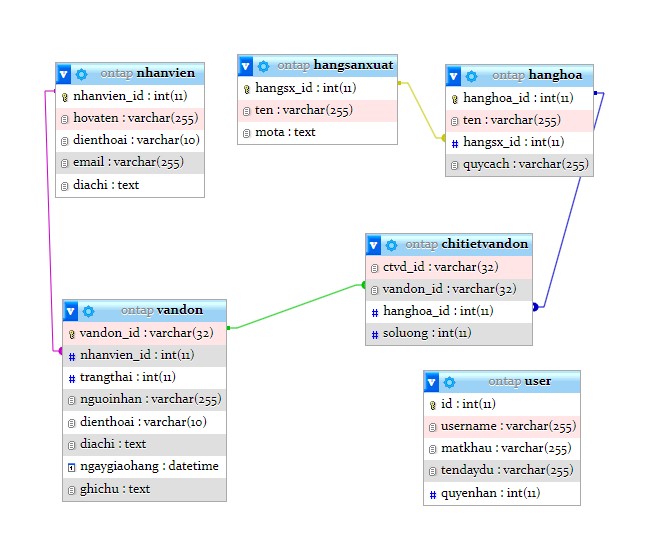 ontap nhanvien
nhanvien_id : int(11)
hovaten : varchar(255)
dienthoai : varchar(10)
email : varchar(255)
diachi : text
ontap hangsanxuat
hangsx_id : int(11)
ten : varchar(255)
mota : text
ontap hanghoa
hanghoa_id : int(11)
ten : varchar(255)
# hangsx_id : int(11)
quycach : varchar(255)
ontap chitietvandon
ctvd_id : varchar(32)
vandon_id : varchar(32)
# hanghoa_id : int(11)
# soluong : int(11)
ontap vandon
vandon_id : varchar(32)
# nhanvien_id : int(11)
# trangthai : int(11)
nguoinhan : varchar(255)
dienthoai : varchar(10)
diachi : text
ngaygiaohang : datetime
ghichu : text
ontap user
id : int(11)
username : varchar(255)
matkhau : varchar(255)
tendaydu : varchar(255)
# quyenhan : int(11)